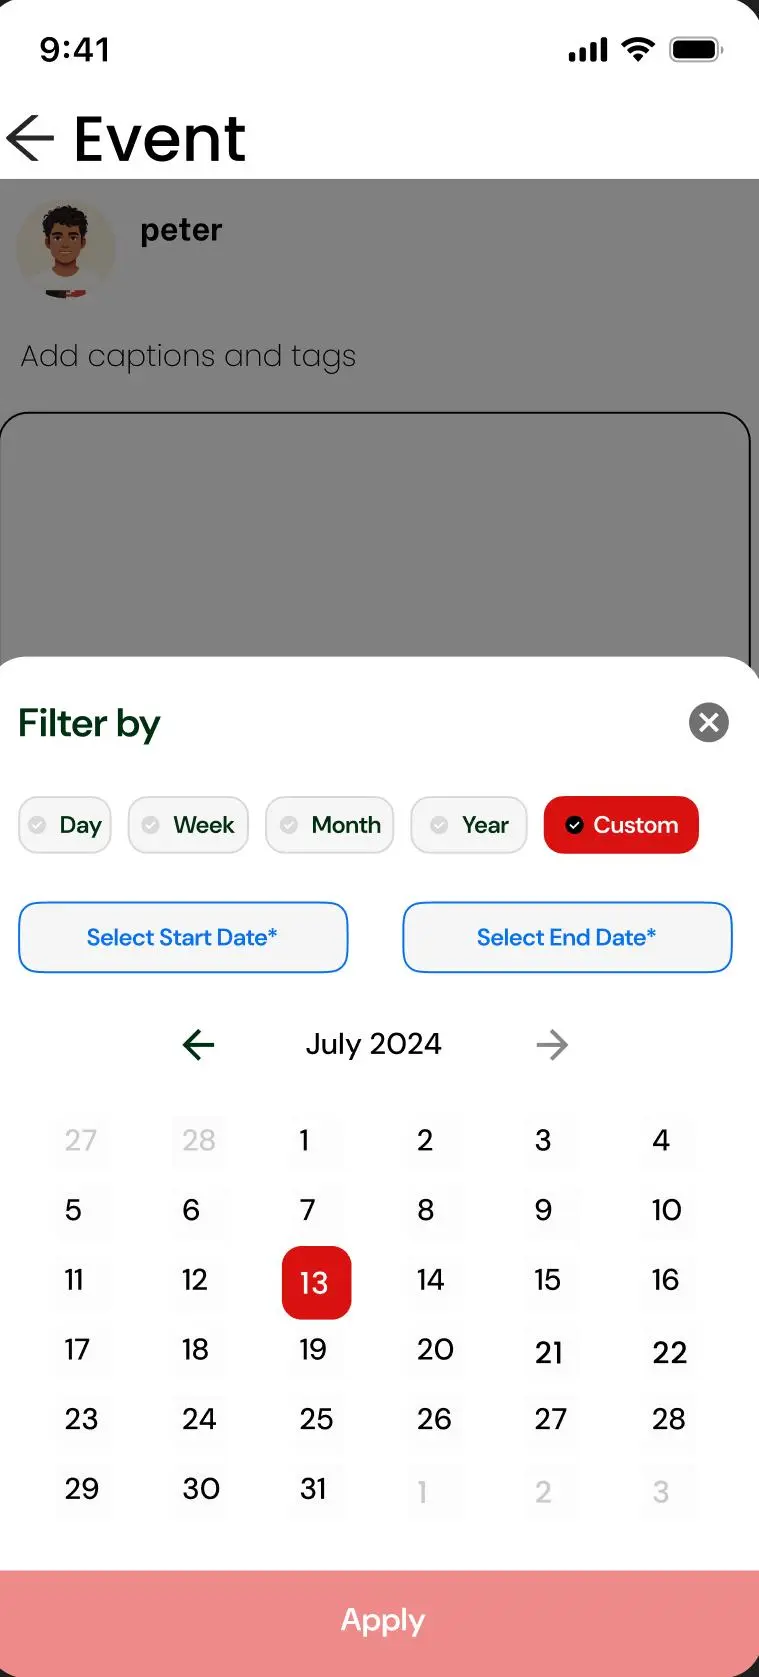 9:41
Event
peter
Add captions and tags
Filter by
Day Week Month Year Custom
Select Start Date* Select End Date*
July 2024
27 28 1 2 3 4
5 6 7 8 9 10
11 12 13 14 15 16
17 18 19 20 21 22
23 24 25 26 27 28
29 30 31 1 2 3
Apply